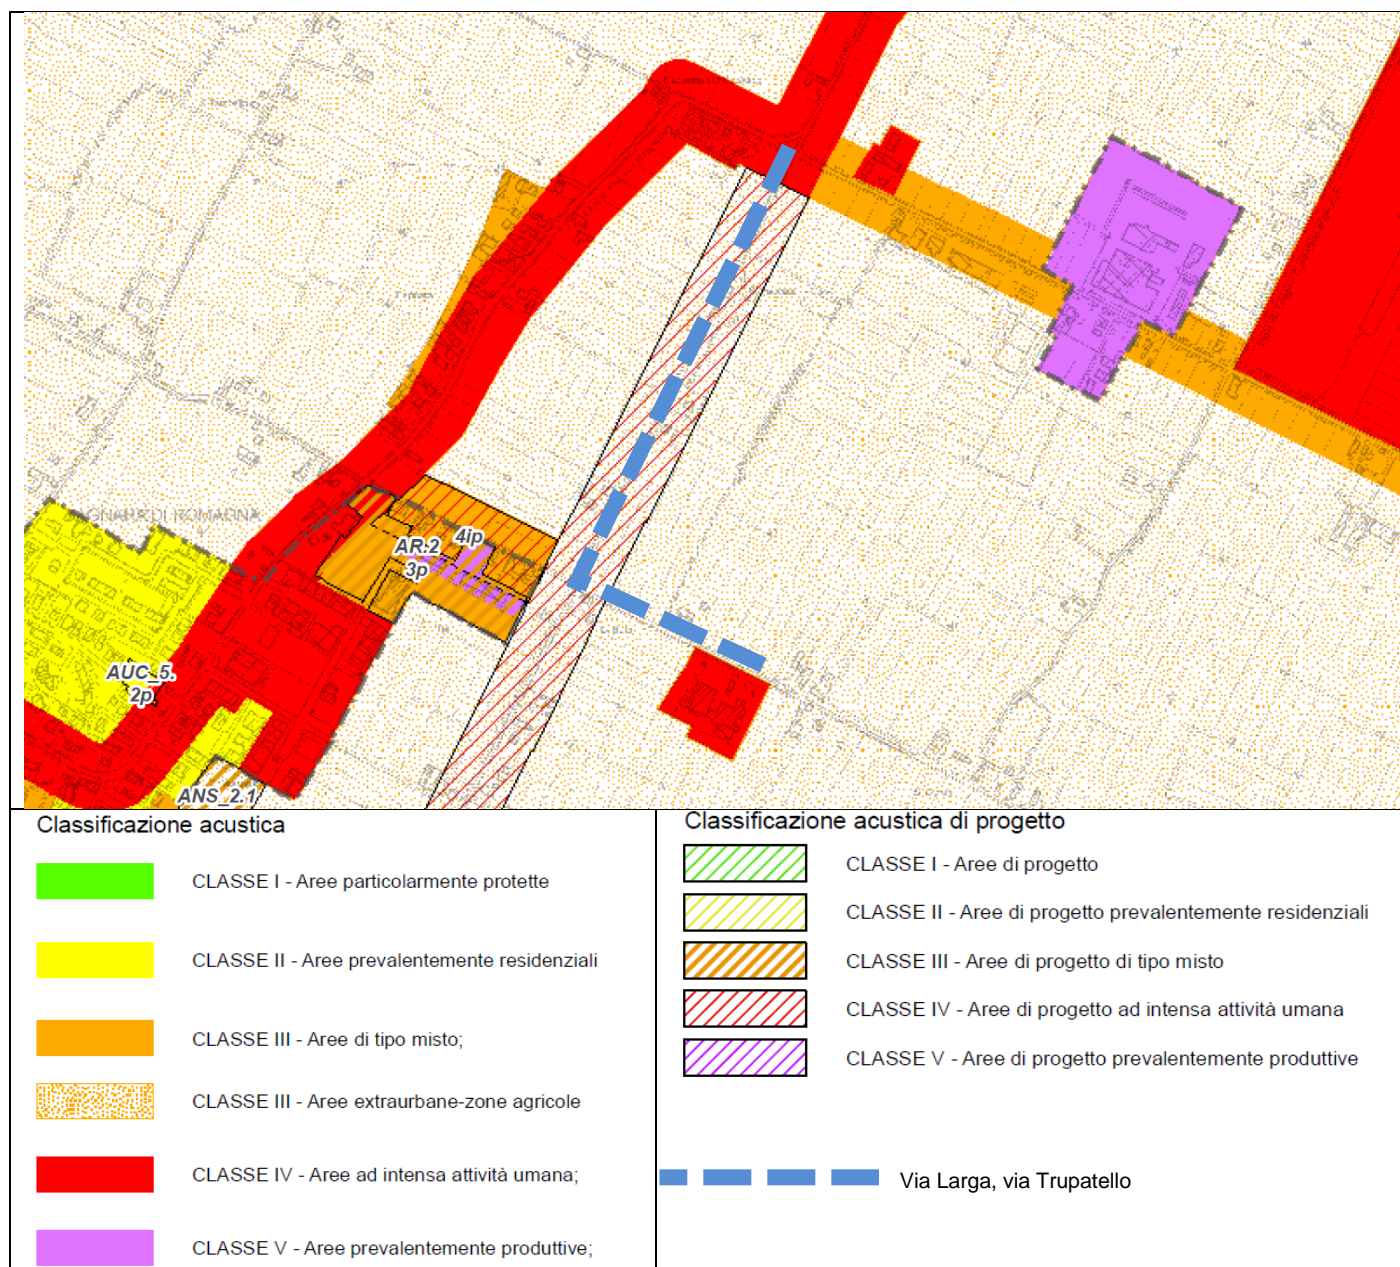 AR.2
4ip
3p
AUC_5.
2p
ANS_2.1
Classificazione acustica
CLASSE I - Aree particolarmente protette
CLASSE II - Aree prevalentemente residenziali
CLASSE III - Aree di tipo misto;
CLASSE III - Aree extraurbane-zone agricole
CLASSE IV - Aree ad intensa attività umana;
CLASSE V - Aree prevalentemente produttive;
Classificazione acustica di progetto
CLASSE I - Aree di progetto
CLASSE II - Aree di progetto prevalentemente residenziali
CLASSE III - Aree di progetto di tipo misto
CLASSE IV - Aree di progetto ad intensa attività umana
CLASSE V - Aree di progetto prevalentemente produttive
Via Larga, via Trupatello